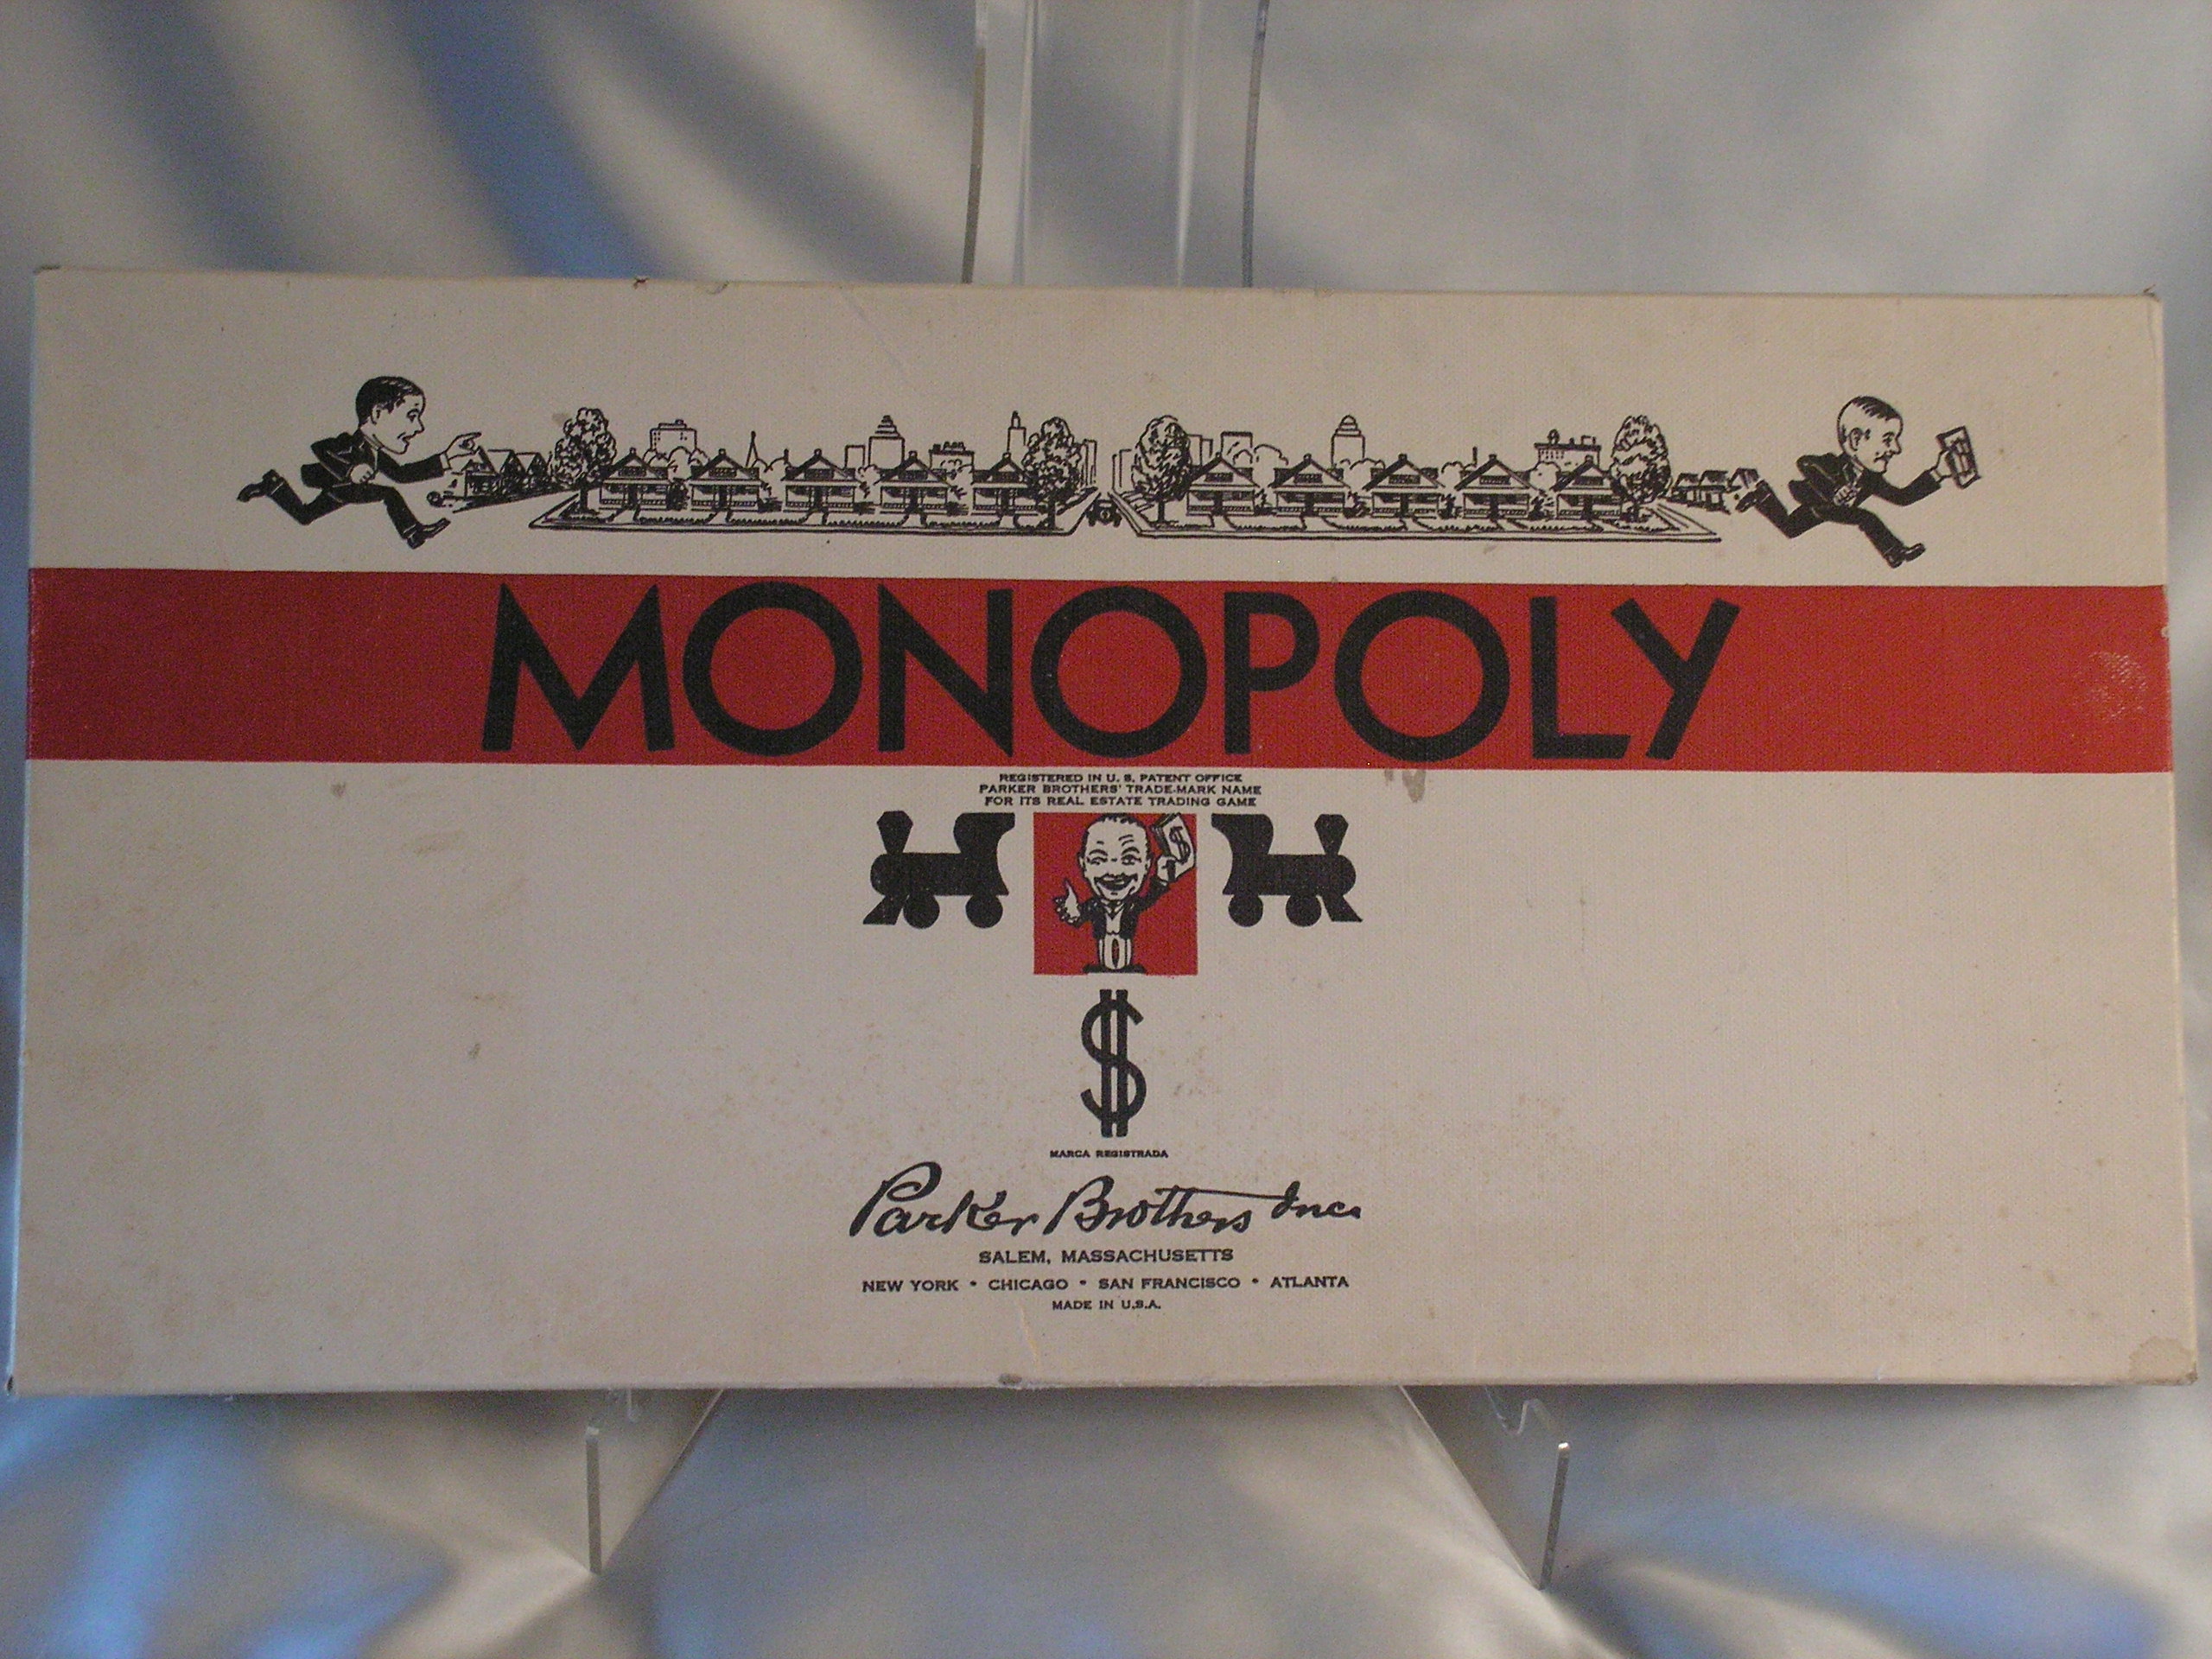 MONOPOLY
REGISTERED IN U. S. PATENT OFFICE
PARKER BROTHERS' TRADE-MARK NAME
FOR ITS REAL ESTATE TRADING GAME
$
$
MARCA REGISTRADA
Parker Brothers Inc.
SALEM, MASSACHUSETTS
NEW YORK • CHICAGO • SAN FRANCISCO • ATLANTA
MADE IN U.S.A.